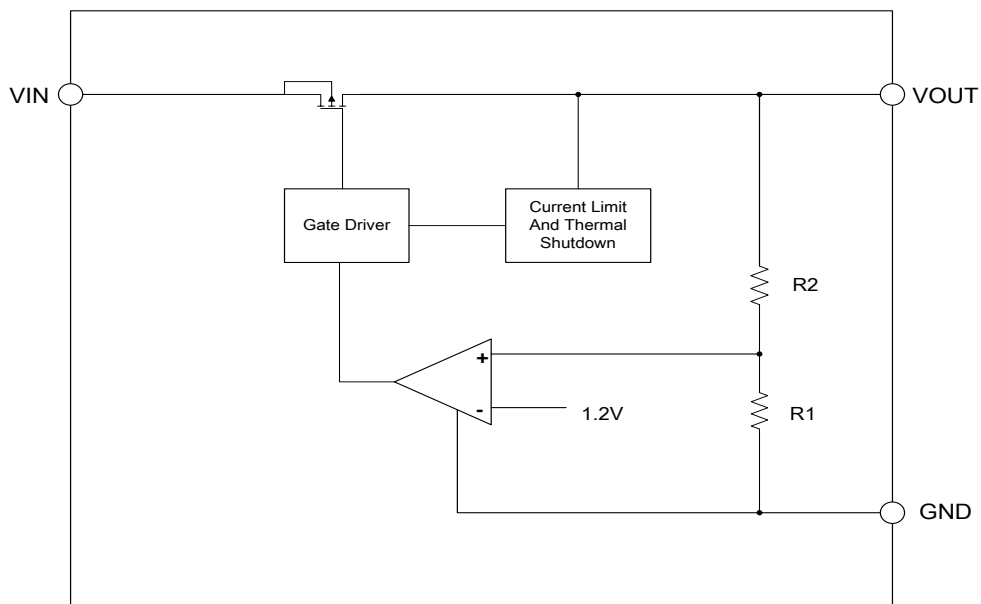 VIN
VOUT
Gate Driver
Current Limit
And Thermal
Shutdown
R2
+
-
1.2V
R1
GND